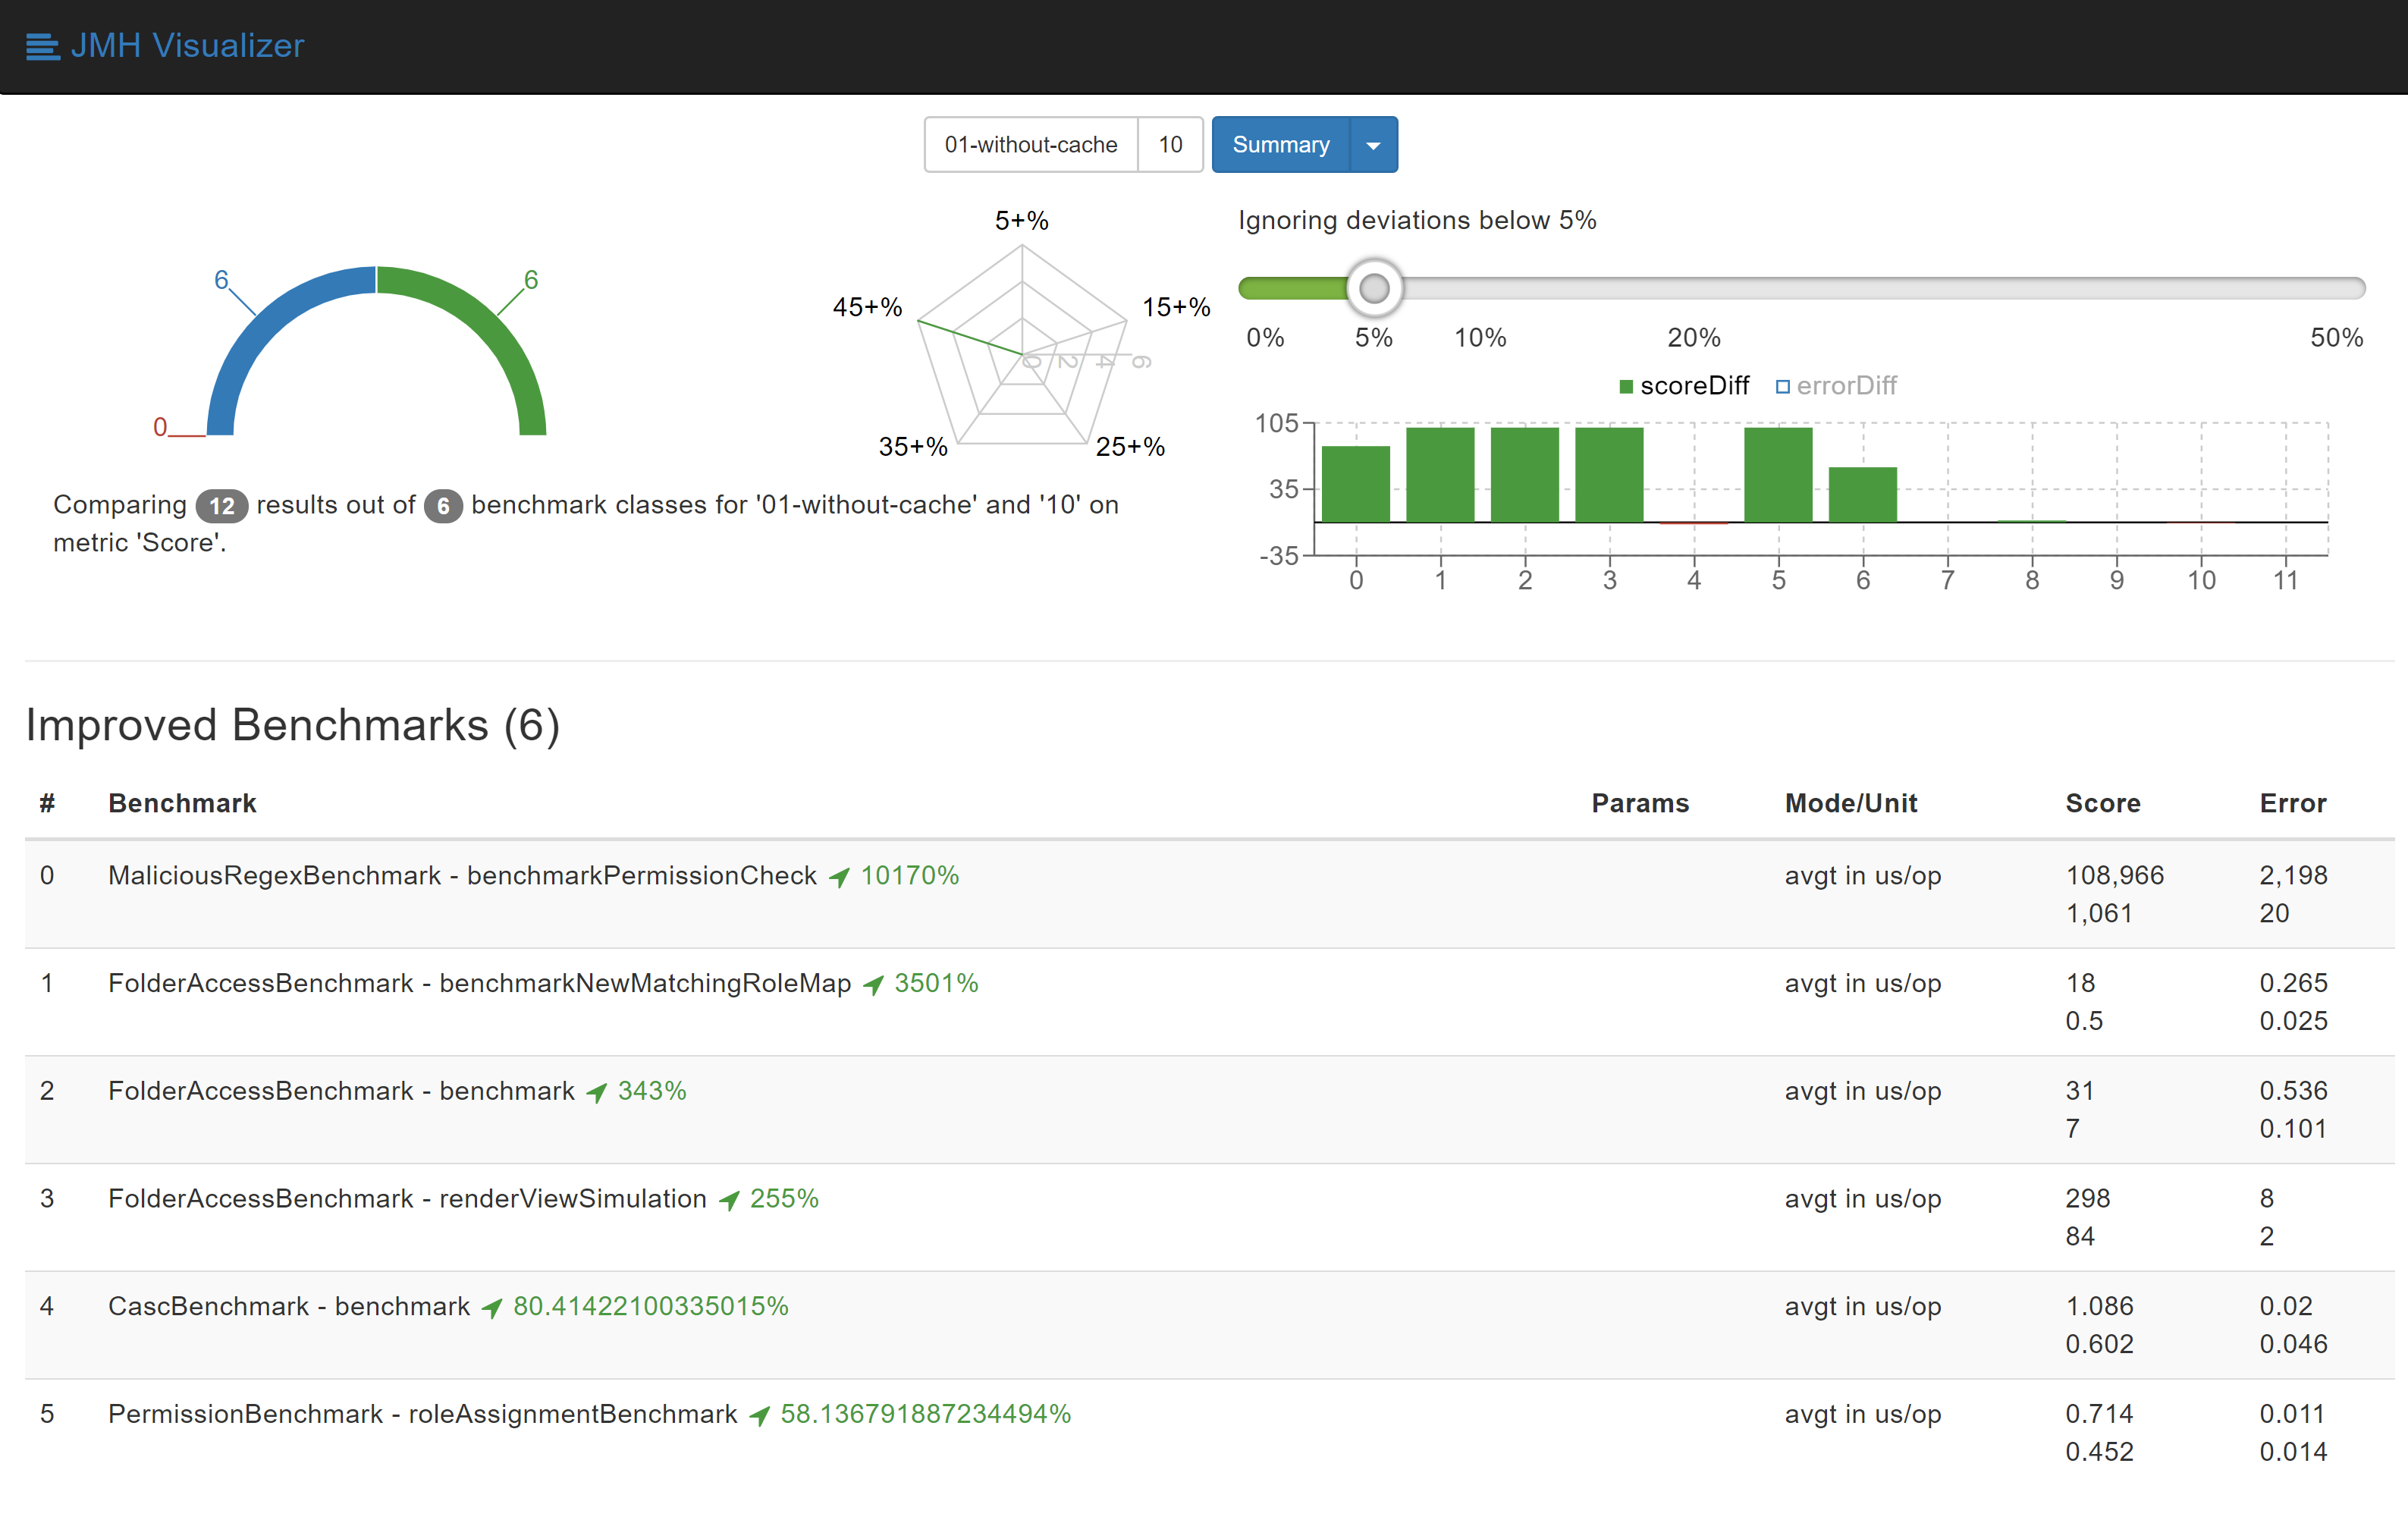 JMH Visualizer
01-without-cache 10 Summary
6 6
0
Comparing 12 results out of 6 benchmark classes for '01-without-cache' and '10' on
metric 'Score'.
5+%
45+% 15+%
0 2 4 6
35+% 25+%
Ignoring deviations below 5%
0% 5% 10% 20% 50%
scoreDiff errorDiff
105
35
-35
0 1 2 3 4 5 6 7 8 9 10 11
Improved Benchmarks (6)
# Benchmark Params Mode/Unit Score Error
0 MaliciousRegexBenchmark - benchmarkPermissionCheck 10170% avgt in us/op 108,966 2,198
1,061 20
1 FolderAccessBenchmark - benchmarkNewMatchingRoleMap 3501% avgt in us/op 18 0.265
0.5 0.025
2 FolderAccessBenchmark - benchmark 343% avgt in us/op 31 0.536
7 0.101
3 FolderAccessBenchmark - renderViewSimulation 255% avgt in us/op 298 8
84 2
4 CascBenchmark - benchmark 80.41422100335015% avgt in us/op 1.086 0.02
0.602 0.046
5 PermissionBenchmark - roleAssignmentBenchmark 58.136791887234494% avgt in us/op 0.714 0.011
0.452 0.014